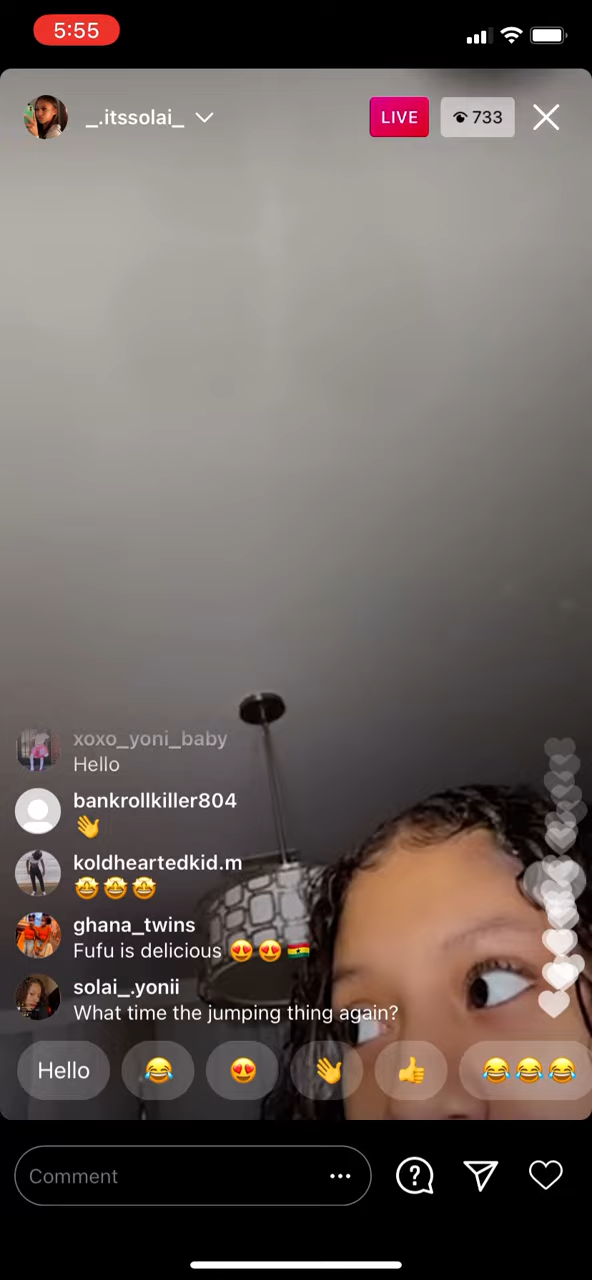 5:55
_.itssolai_
LIVE
733
xoxo_yoni_baby
Hello
bankrollkiller804
👋
koldheartedkid.m
🤩🤩🤩
ghana_twins
Fufu is delicious 😍😍🇬🇭
solai_.yonii
What time the jumping thing again?
Hello 😂 😍 👋 👍 😂😂😂
Comment